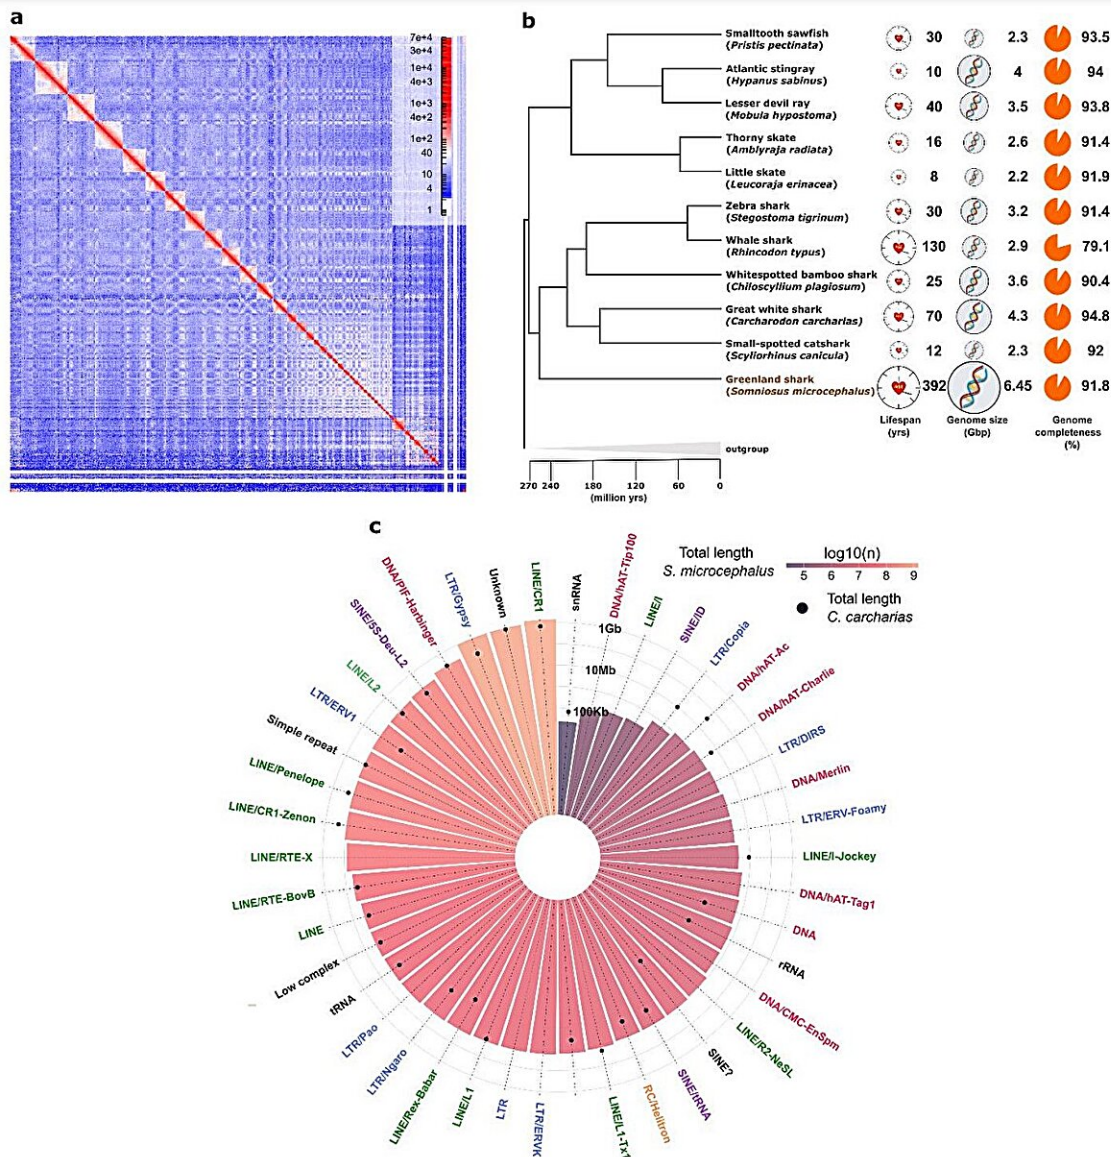 a
7e+4
3e+4
1e+4
4e+3
1e+3
4e+2
1e+2
40
10
4
1
b
Smalltooth sawfish
(Pristis pectinata)
30
2.3
93.5
Atlantic stingray
(Hypanus sabinus)
10
4
94
Lesser devil ray
(Mobula hypostoma)
40
3.5
93.8
Thorny skate
(Amblyraja radiata)
16
2.6
91.4
Little skate
(Leucoraja erinacea)
8
2.2
91.9
Zebra shark
(Stegostoma tigrinum)
30
3.2
91.4
Whale shark
(Rhincodon typus)
130
2.9
79.1
Whitespotted bamboo shark
(Chiloscyllium plagiosum)
25
3.6
90.4
Great white shark
(Carcharodon carcharias)
70
4.3
94.8
Small-spotted catshark
(Scyliorhinus canicula)
12
2.3
92
Greenland shark
(Somniosus microcephalus)
392
6.45
91.8
Lifespan
(yrs)
Genome size
(Gbp)
Genome
completeness
(%)
outgroup
270 240 180 120 60 0
(million yrs)
c
Total length
S. microcephalus
log10(n)
5 6 7 8 9
Total length
C. carcharias
1Gb
10Mb
100Kb
snRNA
DNA/hAT-Tip100
LINE/I
SINE/ID
LTR/Copia
DNA/hAT-Ac
DNA/hAT-Charlie
LTR/DIRS
DNA/Merlin
LTR/ERV-Foamy
LINE/I-Jockey
DNA/hAT-Tag1
DNA
rRNA
DNA/CMC-EnSpm
LINE/R2-NeSL
SINE?
SINE/tRNA
RC/Helitron
LINE/L1-Tx1
LTR/ERVK
LTR
LINE/L1
LINE/Rex-Babar
LTR/Ngaro
LTR/Pao
tRNA
Low complex
LINE
LINE/RTE-BovB
LINE/RTE-X
LINE/CR1-Zenon
LINE/Penelope
Simple repeat
LTR/ERV1
LINE/L2
SINE/5S-Deu-L2
DNA/PIF-Harbinger
LTR/Gypsy
Unknown
LINE/CR1